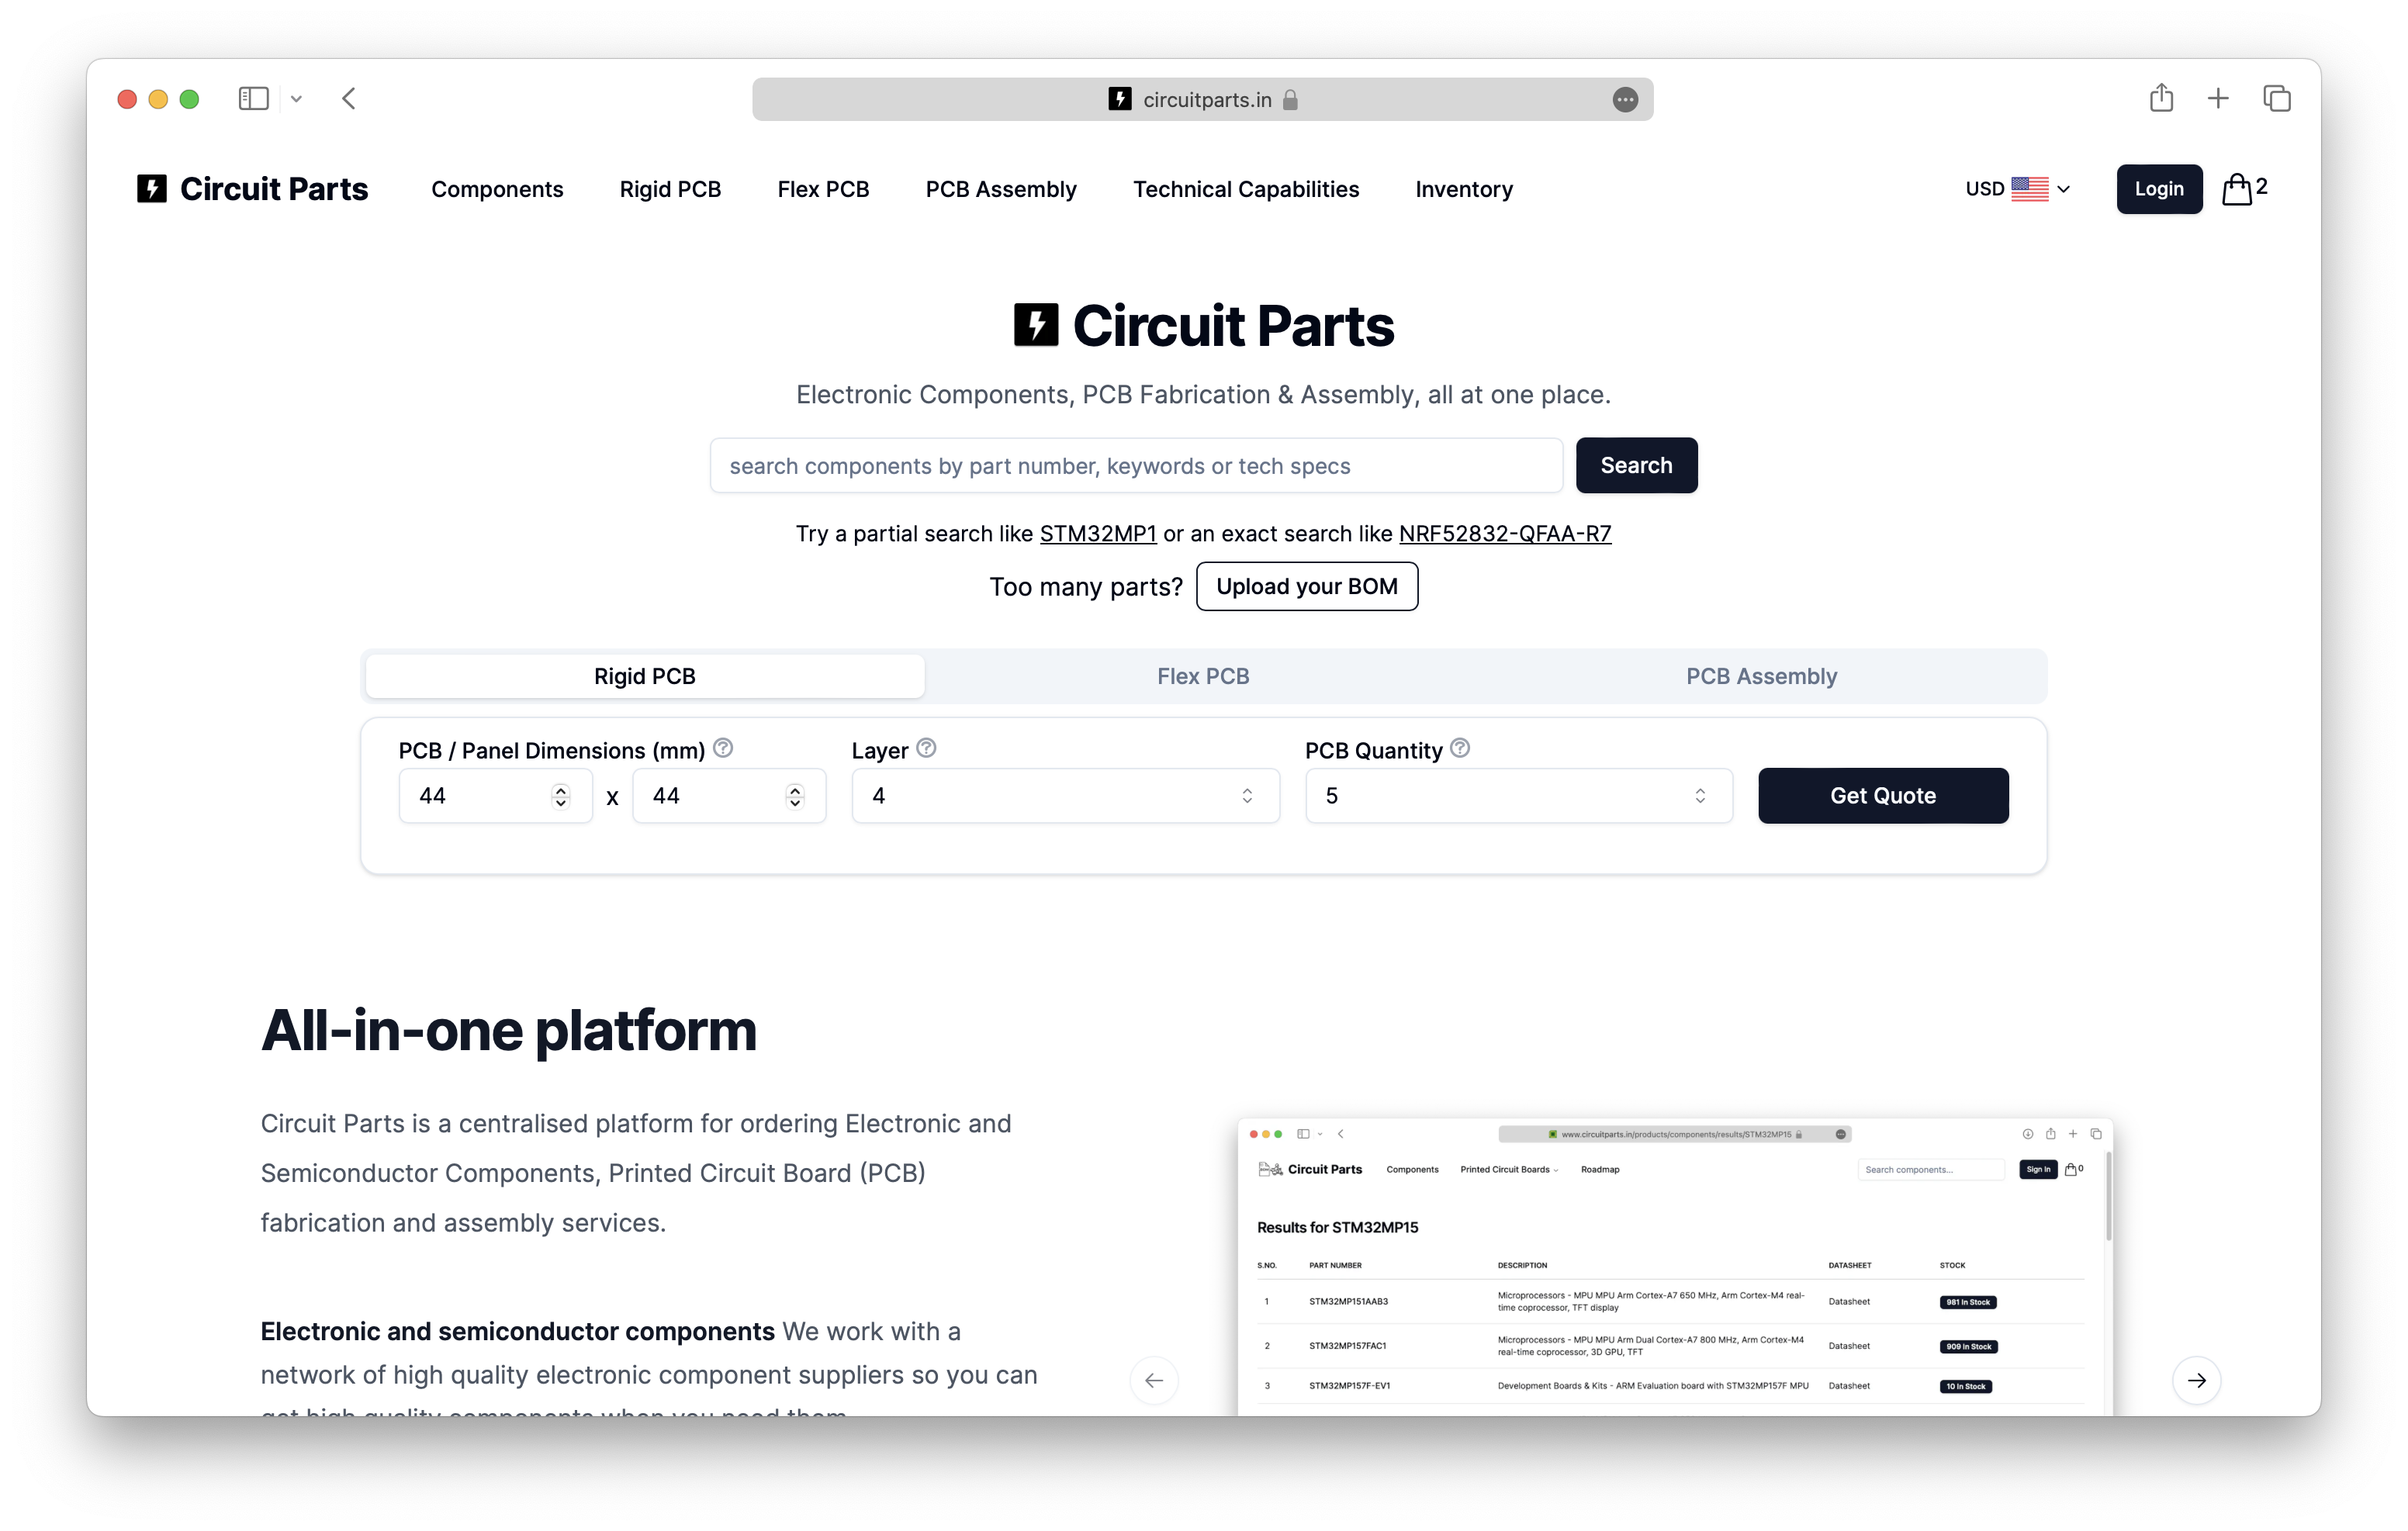 circuitparts.in
Circuit Parts
Components
Rigid PCB
Flex PCB
PCB Assembly
Technical Capabilities
Inventory
USD
Login
2
Circuit Parts
Electronic Components, PCB Fabrication & Assembly, all at one place.
search components by part number, keywords or tech specs
Search
Try a partial search like STM32MP1 or an exact search like NRF52832-QFAA-R7
Too many parts?
Upload your BOM
Rigid PCB
Flex PCB
PCB Assembly
PCB / Panel Dimensions (mm)
Layer
PCB Quantity
44
x
44
4
5
Get Quote
All-in-one platform
Circuit Parts is a centralised platform for ordering Electronic and
Semiconductor Components, Printed Circuit Board (PCB)
fabrication and assembly services.
Electronic and semiconductor components We work with a
network of high quality electronic component suppliers so you can
get high quality components when you need them
www.circuitparts.in/products/components/results/STM32MP15
Circuit Parts
Components
Printed Circuit Boards
Roadmap
Search components...
Sign In
0
Results for STM32MP15
S.NO.
PART NUMBER
DESCRIPTION
DATASHEET
STOCK
1
STM32MP151AAB3
Microprocessors - MPU MPU Arm Cortex-A7 650 MHz, Arm Cortex-M4 real-
time coprocessor, TFT display
Datasheet
981 In Stock
2
STM32MP157FAC1
Microprocessors - MPU MPU Arm Dual Cortex-A7 800 MHz, Arm Cortex-M4
real-time coprocessor, 3D GPU, TFT
Datasheet
909 In Stock
3
STM32MP157F-EV1
Development Boards & Kits - ARM Evaluation board with STM32MP157F MPU
Datasheet
10 In Stock